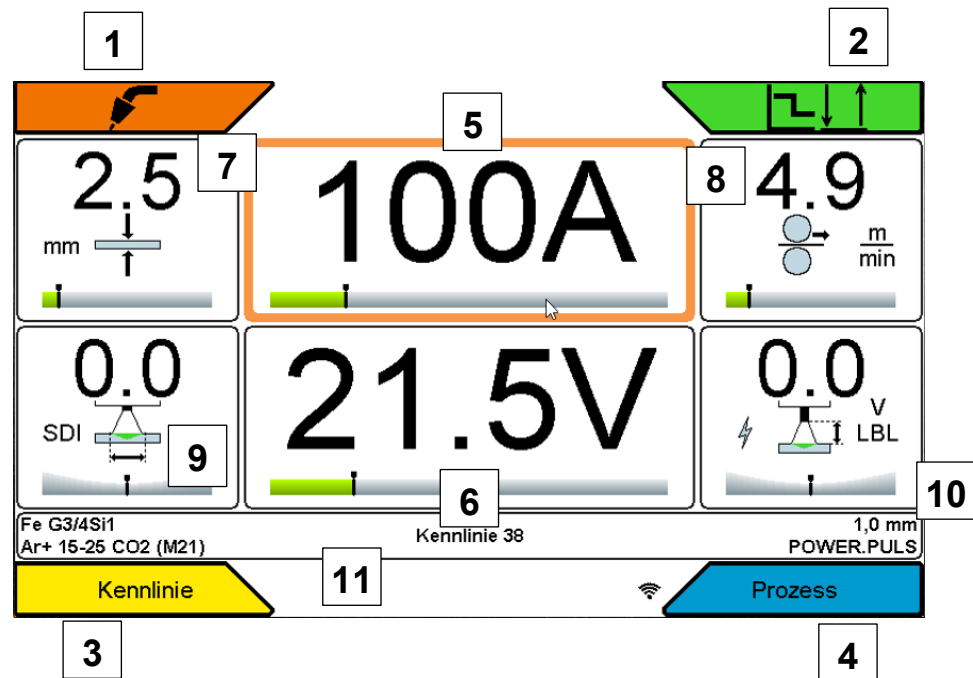 1
2
5
7
8
2.5
100A
4.9
mm
m
min
0.0
21.5V
0.0
SDI
V
LBL
9
6
10
Fe G3/4Si1
Ar+ 15-25 CO2 (M21)
Kennlinie 38
1,0 mm
POWER.PULS
11
Kennlinie
Prozess
3
4